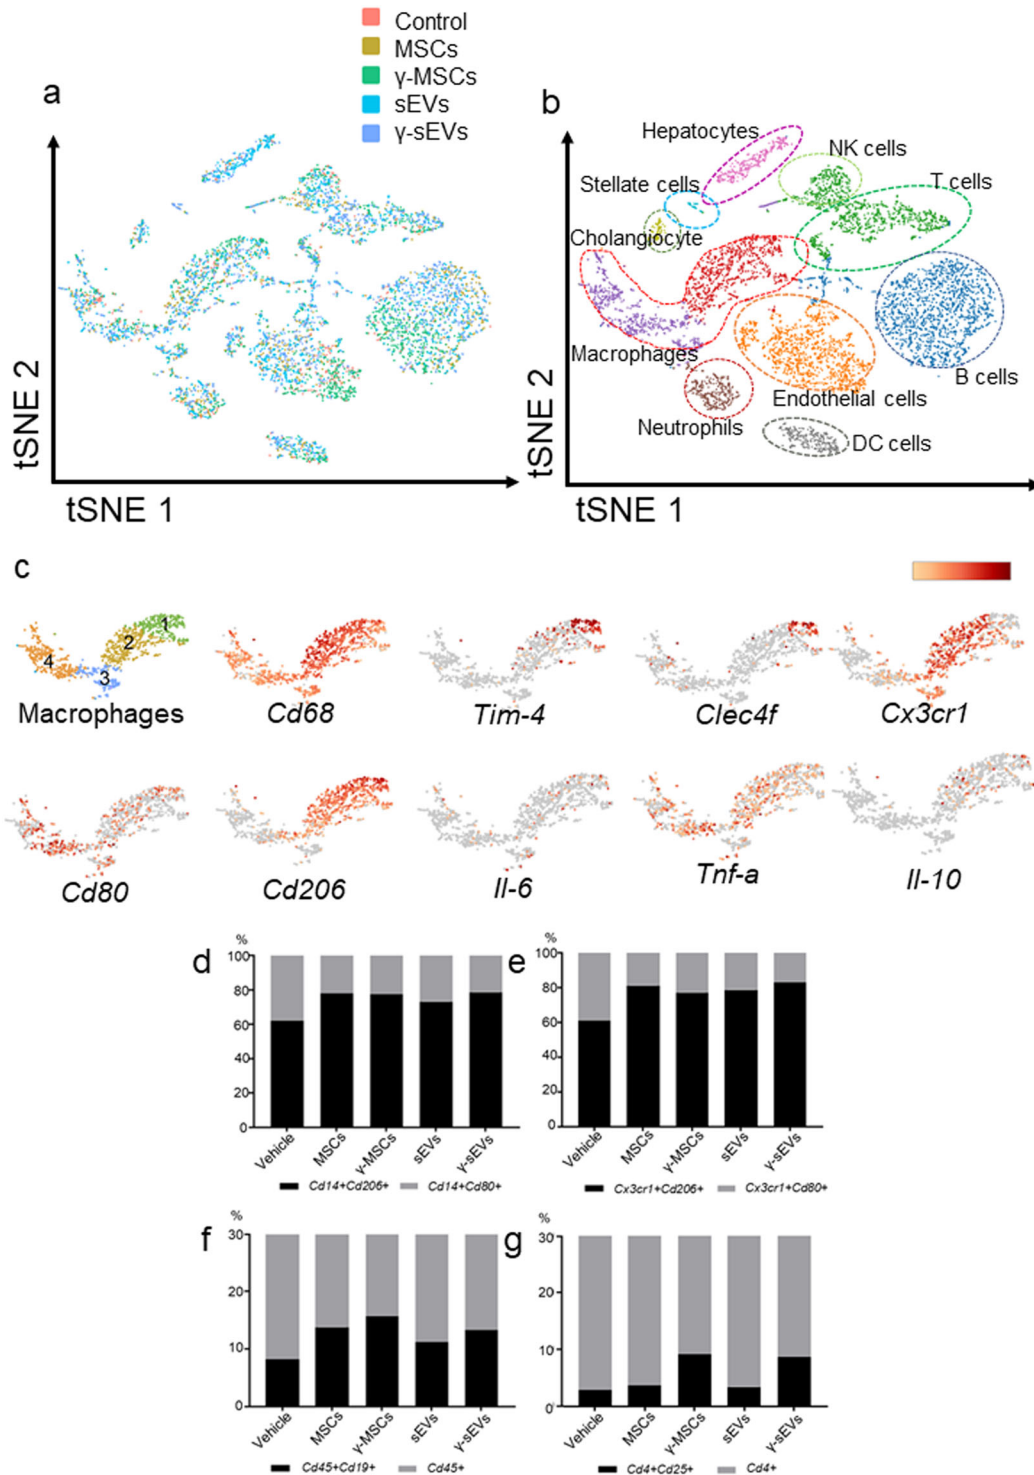 Control
MSCs
γ-MSCs
sEVs
γ-sEVs
a
tSNE 2
tSNE 1
b
Hepatocytes
NK cells
Stellate cells
T cells
Cholangiocyte
Macrophages
B cells
Endothelial cells
Neutrophils
DC cells
tSNE 2
tSNE 1
c
1
2
3
4
Macrophages
Cd68
Tim-4
Clec4f
Cx3cr1
Cd80
Cd206
Il-6
Tnf-a
Il-10
d
%
100
80
60
40
20
0
Vehicle
MSCs
γ-MSCs
sEVs
γ-sEVs
Cd14+Cd206+
Cd14+Cd80+
e
%
100
80
60
40
20
0
Vehicle
MSCs
γ-MSCs
sEVs
γ-sEVs
Cx3cr1+Cd206+
Cx3cr1+Cd80+
f
%
30
20
10
0
Vehicle
MSCs
γ-MSCs
sEVs
γ-sEVs
Cd45+Cd19+
Cd45+
g
%
30
20
10
0
Vehicle
MSCs
γ-MSCs
sEVs
γ-sEVs
Cd4+Cd25+
Cd4+